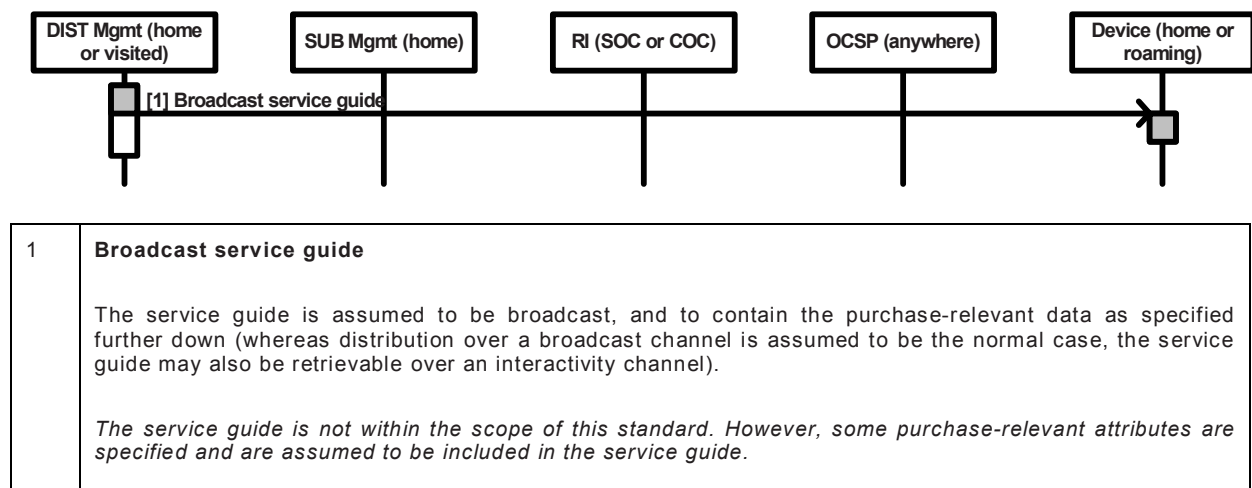 DIST Mgmt (home
or visited)
SUB Mgmt (home)
RI (SOC or COC)
OCSP (anywhere)
Device (home or
roaming)
[1] Broadcast service guide
1
Broadcast service guide
The service guide is assumed to be broadcast, and to contain the purchase-relevant data as specified
further down (whereas distribution over a broadcast channel is assumed to be the normal case, the service
guide may also be retrievable over an interactivity channel).
The service guide is not within the scope of this standard. However, some purchase-relevant attributes are
specified and are assumed to be included in the service guide.